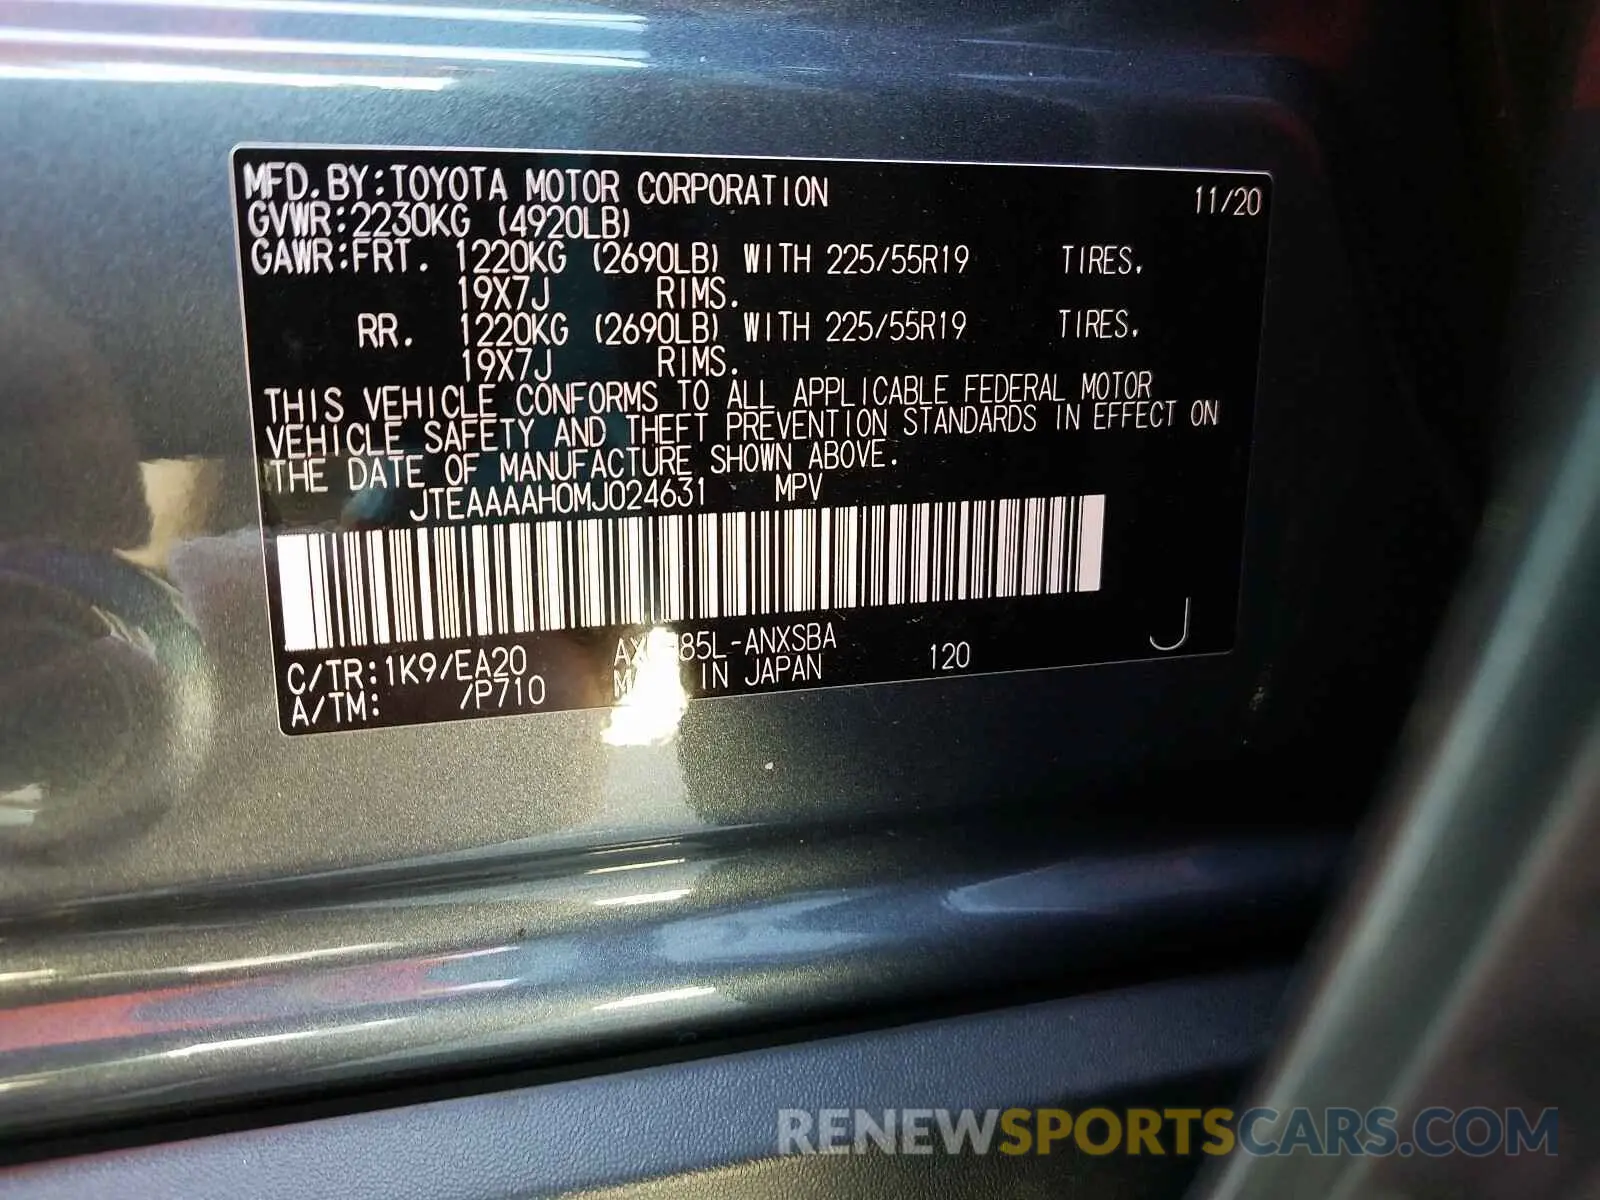 MFD.BY:TOYOTA MOTOR CORPORATION 11/20
GVWR:2230KG (4920LB)
GAWR:FRT. 1220KG (2690LB) WITH 225/55R19 TIRES.
19X7J RIMS.
RR. 1220KG (2690LB) WITH 225/55R19 TIRES.
19X7J RIMS.
THIS VEHICLE CONFORMS TO ALL APPLICABLE FEDERAL MOTOR
VEHICLE SAFETY AND THEFT PREVENTION STANDARDS IN EFFECT ON
THE DATE OF MANUFACTURE SHOWN ABOVE.
JTEAAAAH0MJ024631 MPV
C/TR:1K9/EA20 120 J
A/TM: /P710 IN JAPAN
RENEWSPORTSCARS.COM